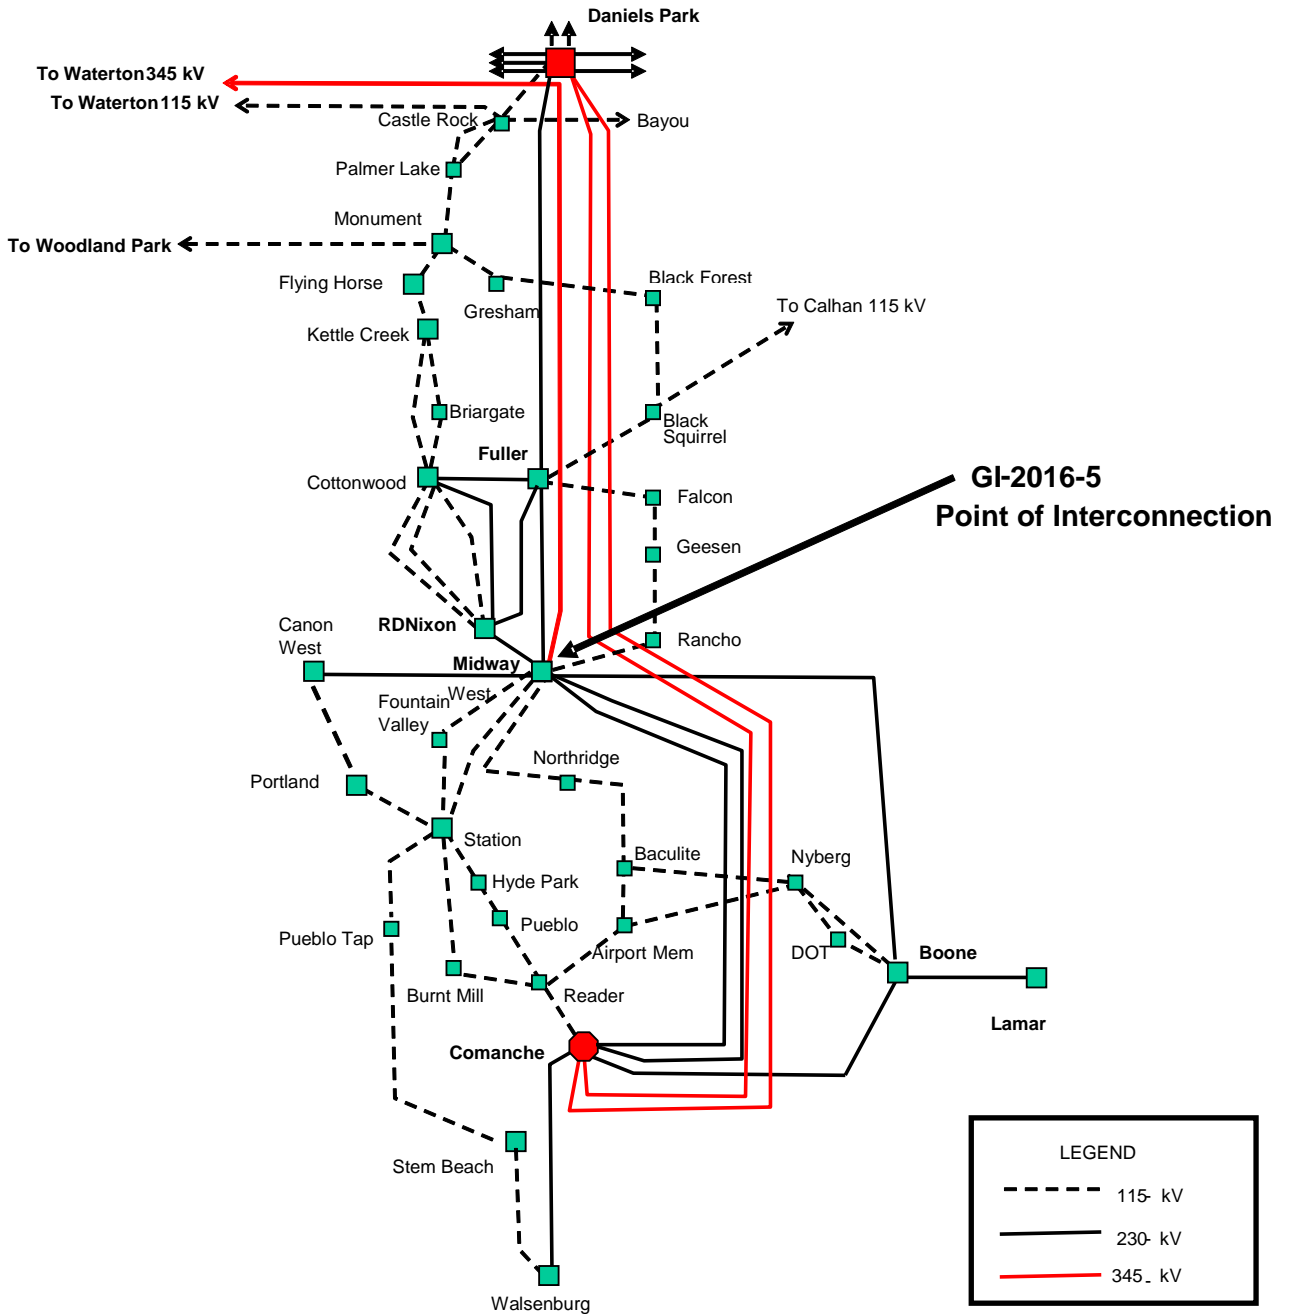 Daniels Park
To Waterton 345 kV
To Waterton 115 kV
Castle Rock
Bayou
Palmer Lake
Monument
To Woodland Park
Flying Horse
Gresham
Black Forest
To Calhan 115 kV
Kettle Creek
Briargate
Black
Squirrel
Fuller
Cottonwood
Falcon
GI-2016-5
Point of Interconnection
Geesen
RDNixon
Rancho
Canon
West
Midway
West
Fountain
Valley
Northridge
Portland
Station
Baculite
Nyberg
Hyde Park
Pueblo
Pueblo Tap
Airport Mem
DOT
Boone
Burnt Mill
Reader
Lamar
Comanche
Stem Beach
Walsenburg
LEGEND
115- kV
230- kV
345- kV